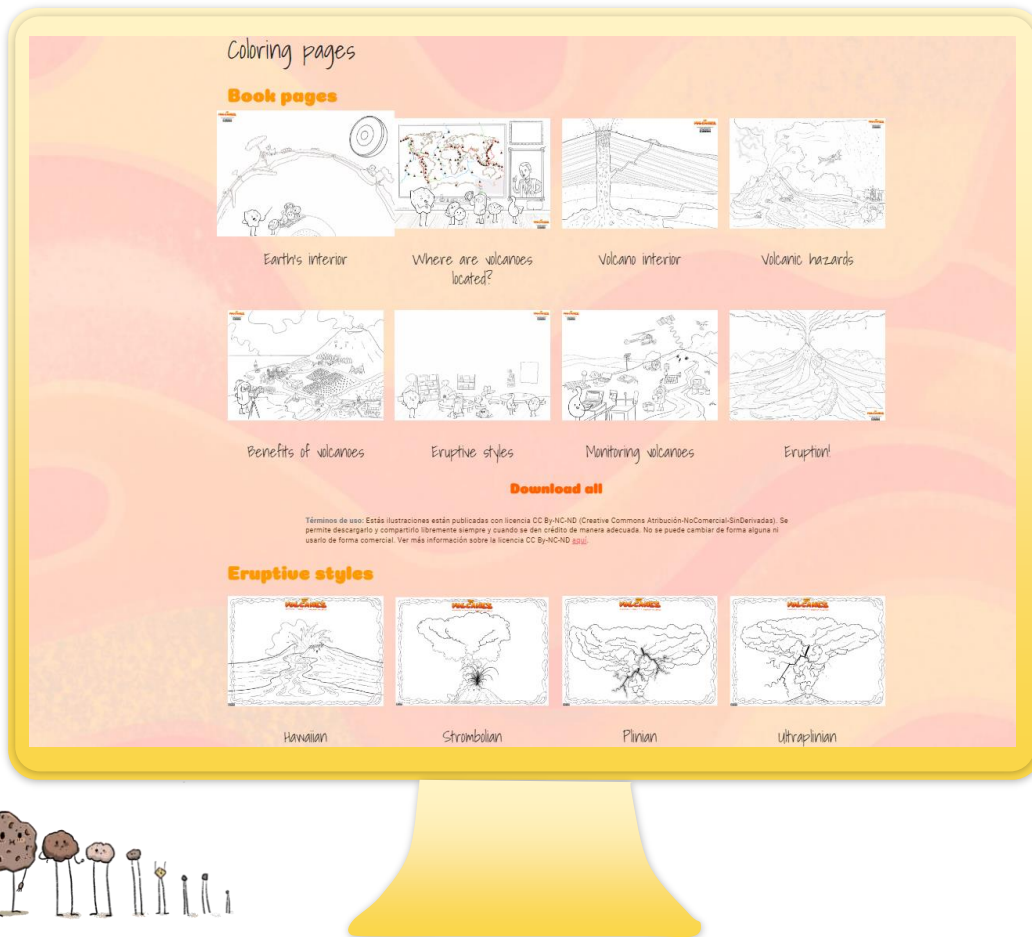 Coloring pages
Book pages
Earth's interior
Where are volcanoes
located?
Volcano interior
Volcanic hazards
Benefits of volcanoes
Eruptive styles
Monitoring volcanoes
Eruption!
Download all
Términos de uso: Estás ilustraciones están publicadas con licencia CC By-NC-ND (Creative Commons Atribución-NoComercial-SinDerivadas). Se
permite descargarlo y compartirlo libremente siempre y cuando se den crédito de manera adecuada. No se puede cambiar de forma alguna ni
usarlo de forma comercial. Ver más información sobre la licencia CC By-NC-ND aquí.
Eruptive styles
VOLCANES
VOLCANES
VOLCANES
VOLCANES
Hawaiian
Strombolian
Plinian
Ultraplinian